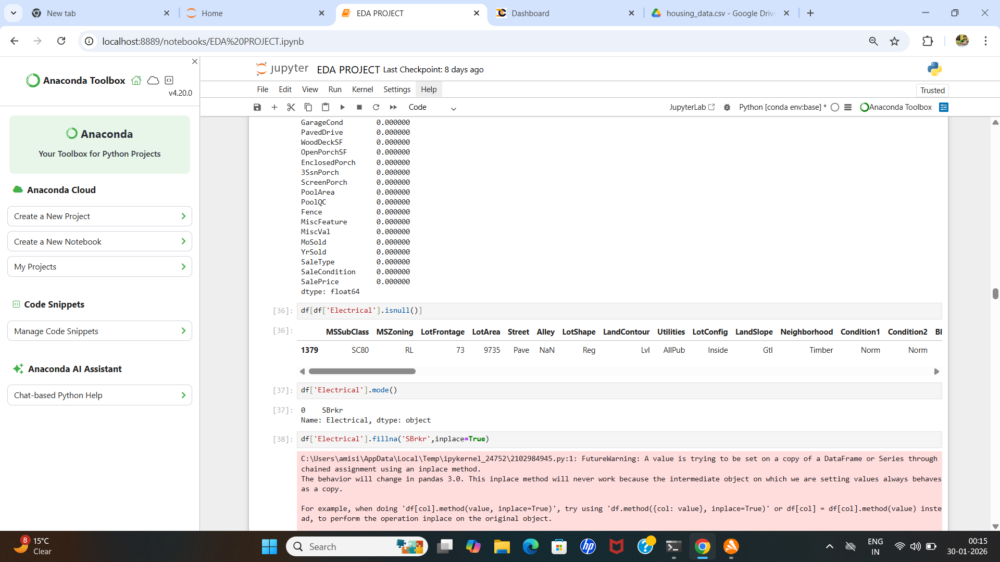 New tab
Home
EDA PROJECT
Dashboard
housing_data.csv - Google Driv
localhost:8889/notebooks/EDA%20PROJECT.ipynb
Anaconda Toolbox
v4.20.0
Anaconda
Your Toolbox for Python Projects
Anaconda Cloud
Create a New Project
Create a New Notebook
My Projects
Code Snippets
Manage Code Snippets
Anaconda AI Assistant
Chat-based Python Help
jupyter EDA PROJECT Last Checkpoint: 8 days ago
File Edit View Run Kernel Settings Help
Trusted
Code
JupyterLab
Python [conda env:base] *
Anaconda Toolbox
GarageCond 0.000000
PavedDrive 0.000000
WoodDeckSF 0.000000
OpenPorchSF 0.000000
EnclosedPorch 0.000000
3SsnPorch 0.000000
ScreenPorch 0.000000
PoolArea 0.000000
PoolQC 0.000000
Fence 0.000000
MiscFeature 0.000000
MiscVal 0.000000
MoSold 0.000000
YrSold 0.000000
SaleType 0.000000
SaleCondition 0.000000
SalePrice 0.000000
dtype: float64
[36]: df[df['Electrical'].isnull()]
[36]: MSSubClass MSZoning LotFrontage LotArea Street Alley LotShape LandContour Utilities LotConfig LandSlope Neighborhood Condition1 Condition2 Bl
1379 SC80 RL 73 9735 Pave NaN Reg Lvl AllPub Inside Gtl Timber Norm Norm
[37]: df['Electrical'].mode()
[37]: 0 SBrkr
Name: Electrical, dtype: object
[38]: df['Electrical'].fillna('SBrkr',inplace=True)
C:\Users\amisi\AppData\Local\Temp\ipykernel_24752\2102984945.py:1: FutureWarning: A value is trying to be set on a copy of a DataFrame or Series through
chained assignment using an inplace method.
The behavior will change in pandas 3.0. This inplace method will never work because the intermediate object on which we are setting values always behaves
as a copy.
For example, when doing 'df[col].method(value, inplace=True)', try using 'df.method({col: value}, inplace=True)' or df[col] = df[col].method(value) inste
ad, to perform the operation inplace on the original object.
8
15°C
Clear
Search
hp
ENG
IN
00:15
30-01-2026